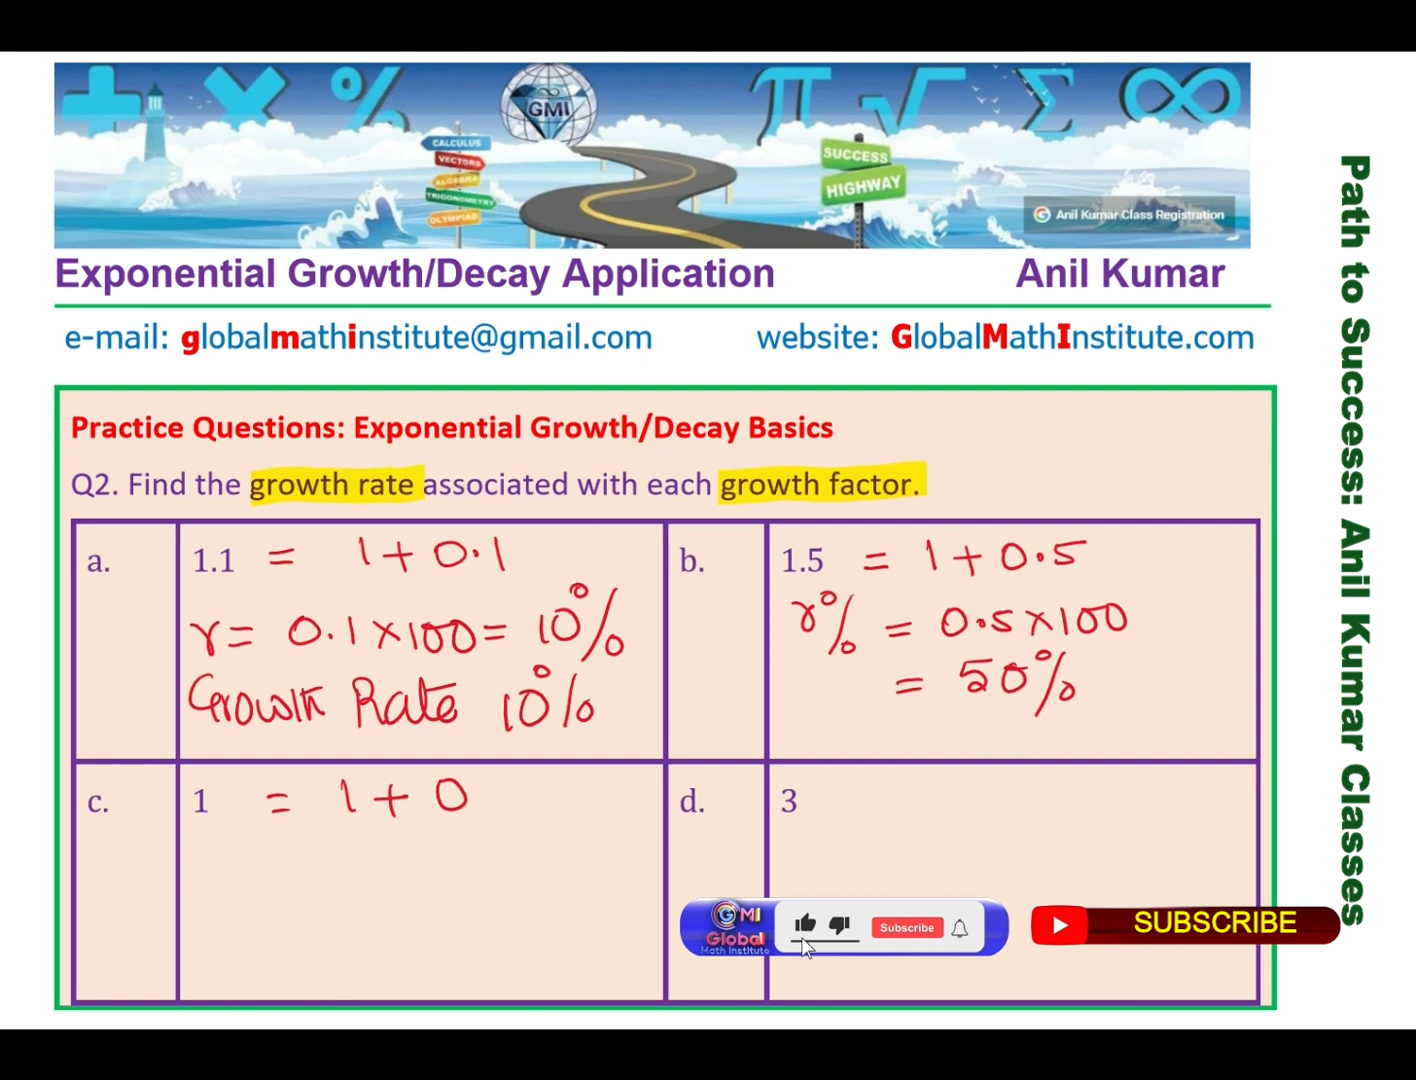 GMI
CALCULUS
VECTORS
ALGEBRA
TRIGONOMETRY
OLYMPIAD
SUCCESS
HIGHWAY
Anil Kumar Class Registration
Exponential Growth/Decay Application Anil Kumar
e-mail: globalmathinstitute@gmail.com website: GlobalMathInstitute.com
Practice Questions: Exponential Growth/Decay Basics
Q2. Find the growth rate associated with each growth factor.
a. 1.1 = 1 + 0.1
r = 0.1 × 100 = 10%
Growth Rate 10%
b. 1.5 = 1 + 0.5
r% = 0.5 × 100
= 50%
c. 1 = 1 + 0
d. 3
GMI
Global
Math Institute
Subscribe
SUBSCRIBE
Path to Success: Anil Kumar Classes